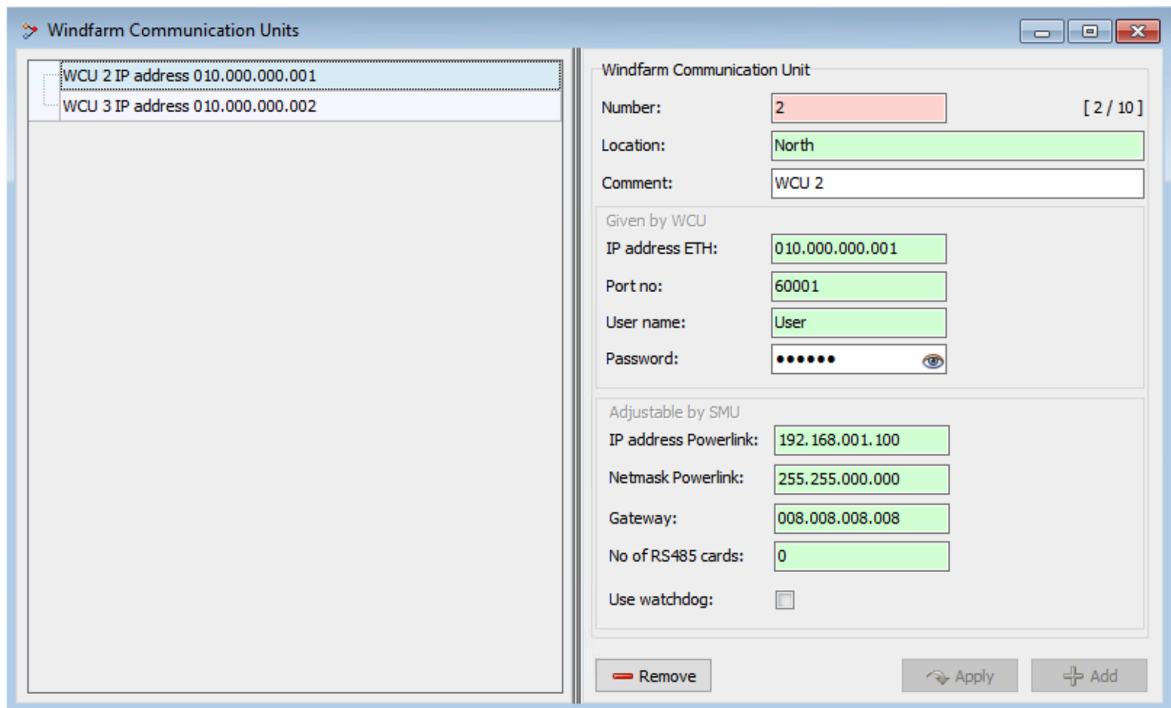 Windfarm Communication Units
WCU 2 IP address 010.000.000.001
WCU 3 IP address 010.000.000.002
Windfarm Communication Unit
Number: 2 [ 2 / 10 ]
Location: North
Comment: WCU 2
Given by WCU
IP address ETH: 010.000.000.001
Port no: 60001
User name: User
Password: ••••••
Adjustable by SMU
IP address Powerlink: 192.168.001.100
Netmask Powerlink: 255.255.000.000
Gateway: 008.008.008.008
No of RS485 cards: 0
Use watchdog:
Remove Apply Add